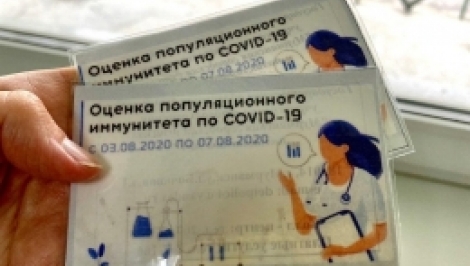 Оценка популяционного
иммунитета по COVID-19
03.08.2020 ПО 07.08.2020
Оценка популяционного
иммунитета по COVID-19
С 03.08.2020 ПО 07.08.2020